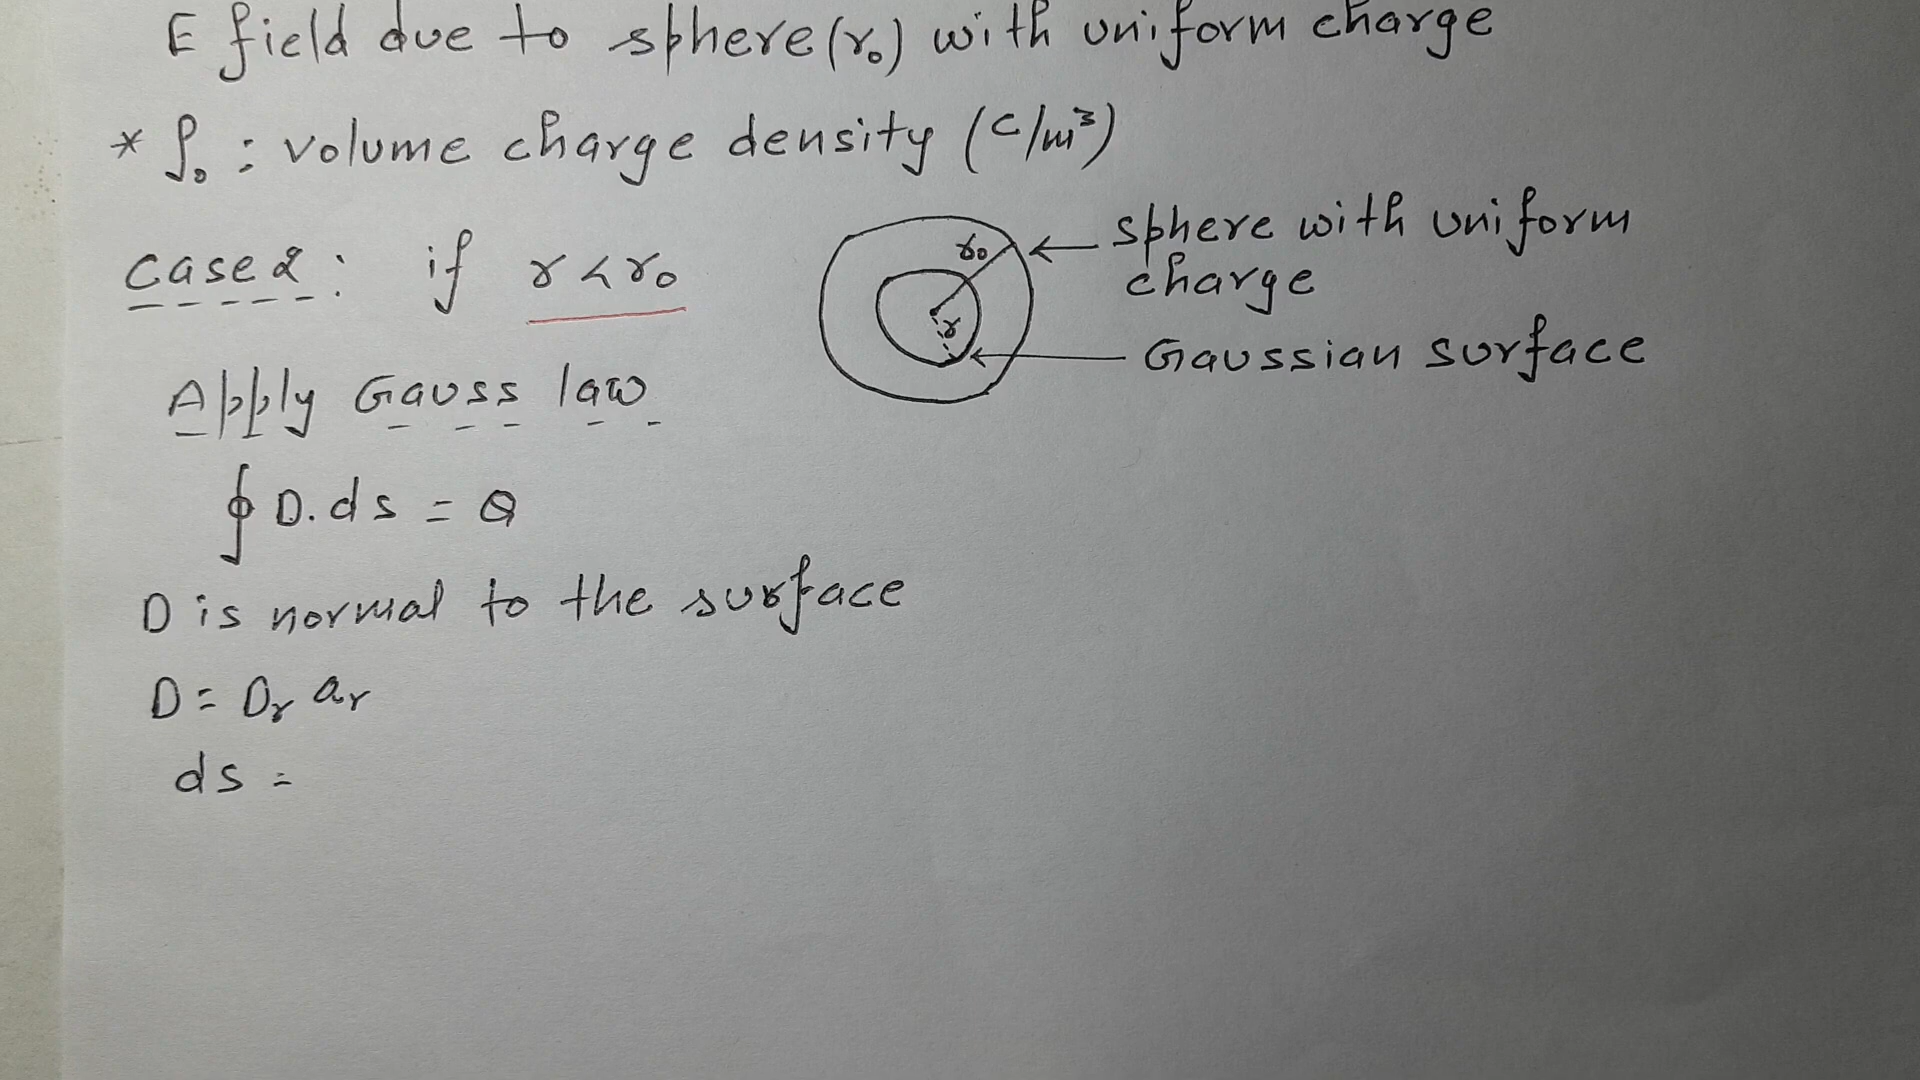 E field due to sphere (r₀) with uniform charge
* ρ₀ : volume charge density (C/m³)
Case 2 : if r < r₀
r₀
r
sphere with uniform
charge
Gaussian surface
Apply Gauss law
∮ D.ds = Q
D is normal to the surface
D = Dr ar
ds =